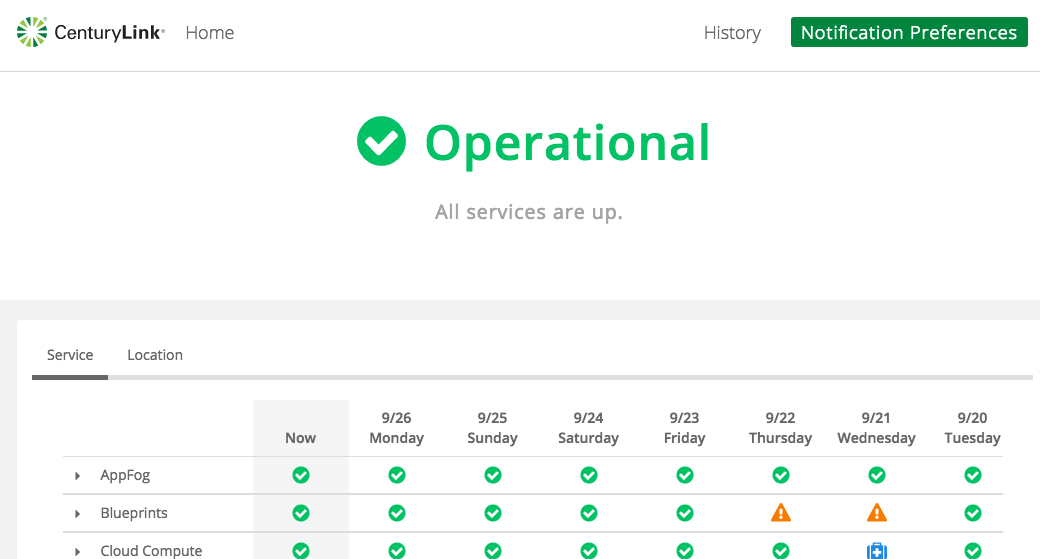 CenturyLink® Home History Notification Preferences
Operational
All services are up.
Service Location
9/26 9/25 9/24 9/23 9/22 9/21 9/20
Now Monday Sunday Saturday Friday Thursday Wednesday Tuesday
AppFog
Blueprints
Cloud Compute